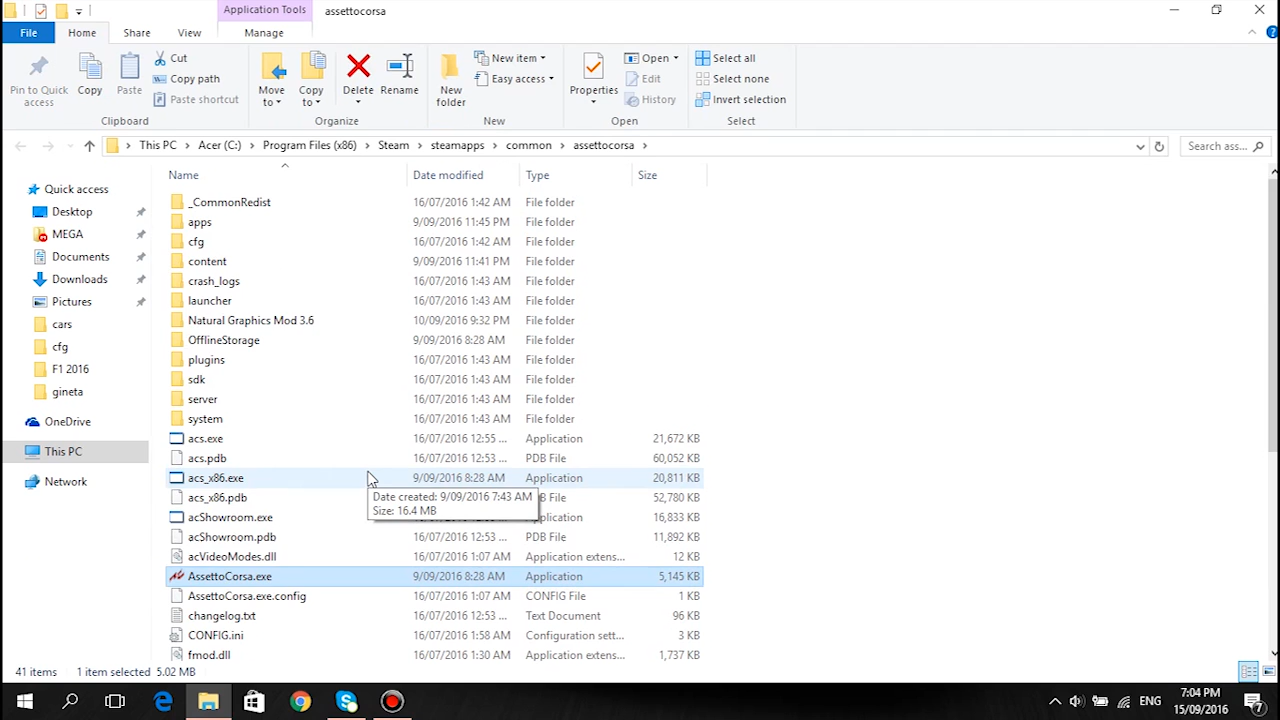 Application Tools
assettocorsa
File
Home
Share
View
Manage
Pin to Quick access
Copy
Paste
Cut
Copy path
Paste shortcut
Clipboard
Move to
Copy to
Delete
Rename
Organize
New folder
New item
Easy access
New
Properties
Open
Edit
History
Open
Select all
Select none
Invert selection
Select
This PC
Acer (C:)
Program Files (x86)
Steam
steamapps
common
assettocorsa
Search ass...
Quick access
Desktop
MEGA
Documents
Downloads
Pictures
cars
cfg
F1 2016
gineta
OneDrive
This PC
Network
Name Date modified Type Size
_CommonRedist 16/07/2016 1:42 AM File folder
apps 9/09/2016 11:45 PM File folder
cfg 16/07/2016 1:42 AM File folder
content 9/09/2016 11:41 PM File folder
crash_logs 16/07/2016 1:43 AM File folder
launcher 16/07/2016 1:43 AM File folder
Natural Graphics Mod 3.6 10/09/2016 9:32 PM File folder
OfflineStorage 9/09/2016 8:28 AM File folder
plugins 16/07/2016 1:43 AM File folder
sdk 16/07/2016 1:43 AM File folder
server 16/07/2016 1:43 AM File folder
system 16/07/2016 1:43 AM File folder
acs.exe 16/07/2016 12:55 ... Application 21,672 KB
acs.pdb 16/07/2016 12:53 ... PDB File 60,052 KB
acs_x86.exe 9/09/2016 8:28 AM Application 20,811 KB
acs_x86.pdb File 52,780 KB
Date created: 9/09/2016 7:43 AM
Size: 16.4 MB
acShowroom.exe Application 16,833 KB
acShowroom.pdb 16/07/2016 12:53 ... PDB File 11,892 KB
acVideoModes.dll 16/07/2016 1:07 AM Application extens... 12 KB
AssettoCorsa.exe 9/09/2016 8:28 AM Application 5,145 KB
AssettoCorsa.exe.config 16/07/2016 1:07 AM CONFIG File 1 KB
changelog.txt 16/07/2016 12:53 ... Text Document 96 KB
CONFIG.ini 16/07/2016 1:58 AM Configuration sett... 3 KB
fmod.dll 16/07/2016 1:30 AM Application extens... 1,737 KB
41 items 1 item selected 5.02 MB
ENG
7:04 PM
15/09/2016
7